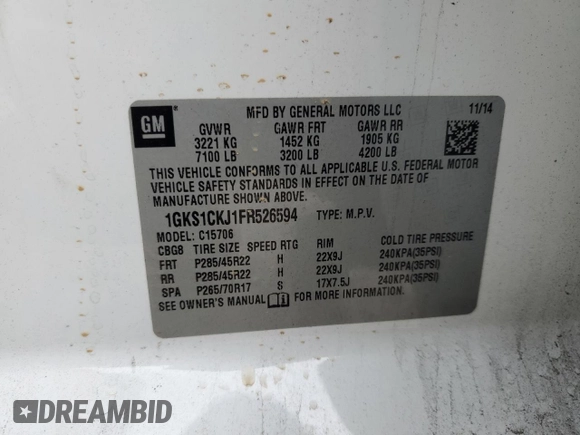 GM
MFD BY GENERAL MOTORS LLC 11/14
GVWR GAWR FRT GAWR RR
3221 KG 1452 KG 1905 KG
7100 LB 3200 LB 4200 LB
THIS VEHICLE CONFORMS TO ALL APPLICABLE U.S. FEDERAL MOTOR
VEHICLE SAFETY STANDARDS IN EFFECT ON THE DATE OF
MANUFACTURE SHOWN ABOVE.
1GKS1CKJ1FR526594 TYPE: M.P.V.
MODEL: C15706
CBG8 TIRE SIZE SPEED RTG RIM COLD TIRE PRESSURE
FRT P285/45R22 H 22X9J 240KPA(35PSI)
RR P285/45R22 H 22X9J 240KPA(35PSI)
SPA P265/70R17 S 17X7.5J 240KPA(35PSI)
SEE OWNER'S MANUAL FOR MORE INFORMATION.
DREAMBID